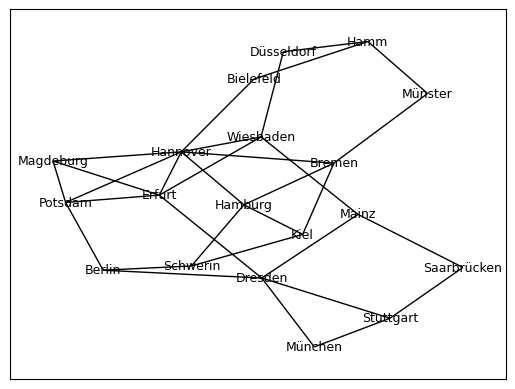 Hamm
Düsseldorf
Bielefeld
Münster
Wiesbaden
Hannover
Magdeburg
Bremen
Erfurt
Potsdam
Hamburg
Mainz
Kiel
Schwerin
Saarbrücken
Berlin
Dresden
Stuttgart
München